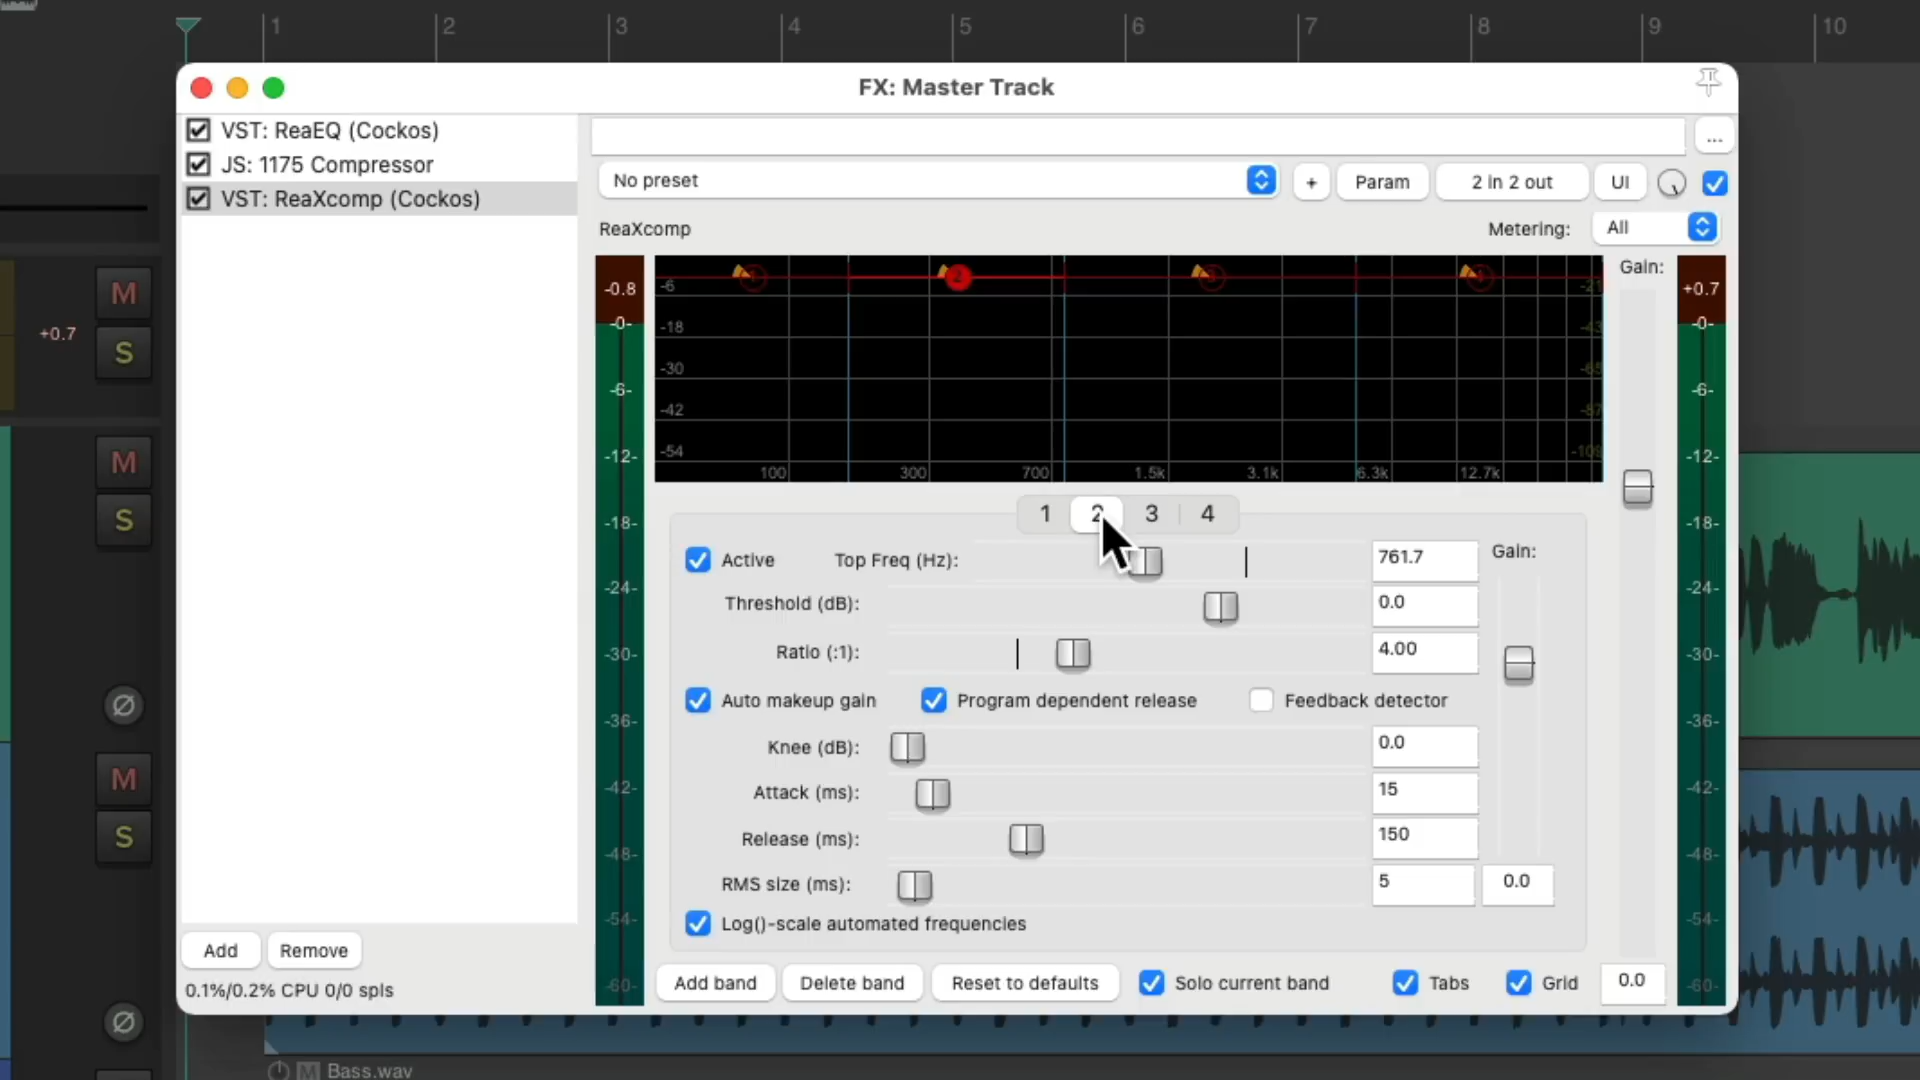 1 2 3 4 5 6 7 8 9 10
FX: Master Track
VST: ReaEQ (Cockos)
JS: 1175 Compressor
VST: ReaXcomp (Cockos)
...
No preset
+
Param
2 in 2 out
UI
ReaXcomp
Metering: All
Gain:
-0.8
-0-
-6-
-12-
-18-
-24-
-30-
-36-
-42-
-48-
-54-
-60-
1 2 3 4
-6
-18
-30
-42
-54
100 300 700 1.5k 3.1k 6.3k 12.7k
+0.7
-0-
-6-
-12-
-18-
-24-
-30-
-36-
-42-
-48-
-54-
-60-
1 2 3 4
Active Top Freq (Hz): 761.7 Gain:
Threshold (dB): 0.0
Ratio (:1): 4.00
Auto makeup gain Program dependent release Feedback detector
Knee (dB): 0.0
Attack (ms): 15
Release (ms): 150
RMS size (ms): 5 0.0
Log()-scale automated frequencies
Add band Delete band Reset to defaults Solo current band Tabs Grid 0.0
Add Remove
0.1%/0.2% CPU 0/0 spls
+0.7
M
S
M
S
Ø
M
S
Ø
M Bass.wav